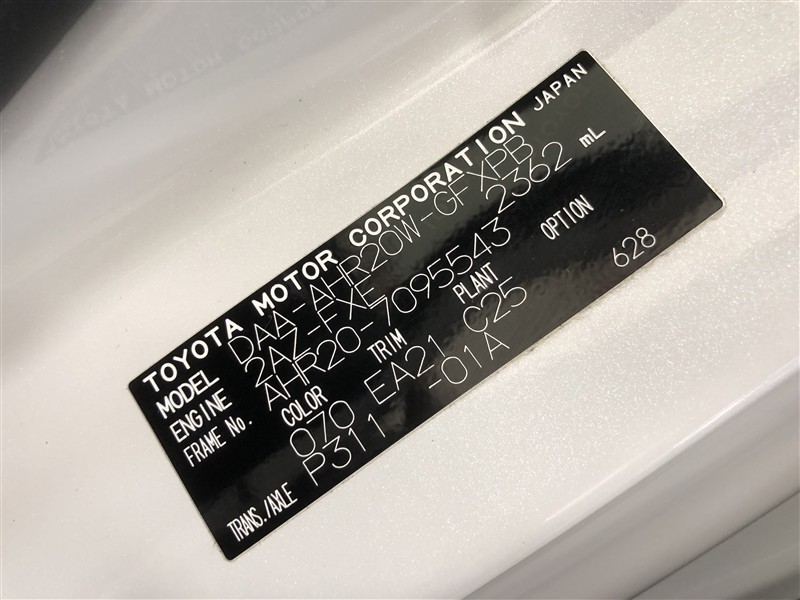 TOYOTA MOTOR CORPORATION JAPAN
MODEL DAA-AHR20W-GFXPB
ENGINE 2AZ-FXE 2362 mL
FRAME No. AHR20-7095543
COLOR TRIM PLANT OPTION
070 EA21 C25 628
TRANS./AXLE P311 -01A